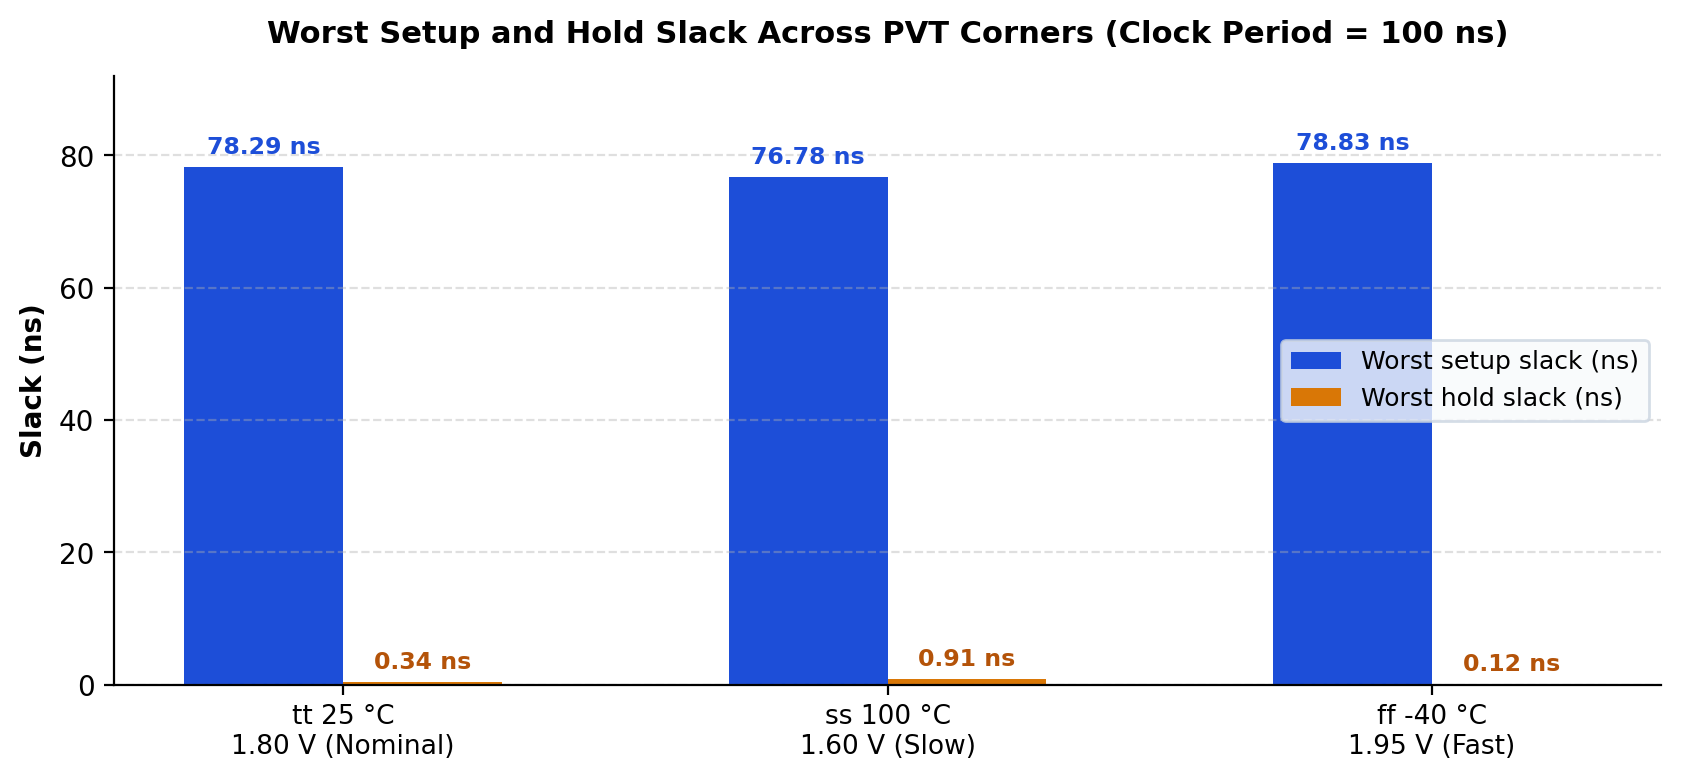 Worst Setup and Hold Slack Across PVT Corners (Clock Period = 100 ns)
Slack (ns)
80
60
40
20
0
78.29 ns
0.34 ns
76.78 ns
0.91 ns
78.83 ns
0.12 ns
Worst setup slack (ns)
Worst hold slack (ns)
tt 25 °C
1.80 V (Nominal)
ss 100 °C
1.60 V (Slow)
ff -40 °C
1.95 V (Fast)